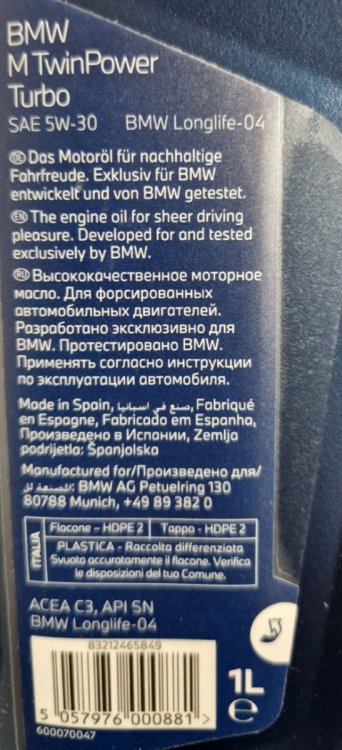 BMW
M TwinPower
Turbo
SAE 5W-30 BMW Longlife-04
DE Das Motoröl für nachhaltige
Fahrfreude. Exklusiv für BMW
entwickelt und von BMW getestet.
EN The engine oil for sheer driving
pleasure. Developed for and tested
exclusively by BMW.
RU Высококачественное моторное
масло. Для форсированных
автомобильных двигателей.
Разработано эксклюзивно для
BMW. Протестировано BMW.
Применять согласно инструкции
по эксплуатации автомобиля.
Made in Spain, صنع في اسبانيا, Fabriqué
en Espagne, Fabricado em Espanha,
Произведено в Испании, Zemlja
podrijetla: Španjolska
Manufactured for/Произведено для/
المصنعة لل: BMW AG Petuelring 130
80788 Munich, +49 89 382 0
ITALIA
Flacone - HDPE 2 Tappo - HDPE 2
PLASTICA - Raccolta differenziata
Svuota accuratamente il flacone. Verifica
le disposizioni del tuo Comune.
ACEA C3, API SN
BMW Longlife-04
83212465849
5 057976 000881 >
600070047
1L
e